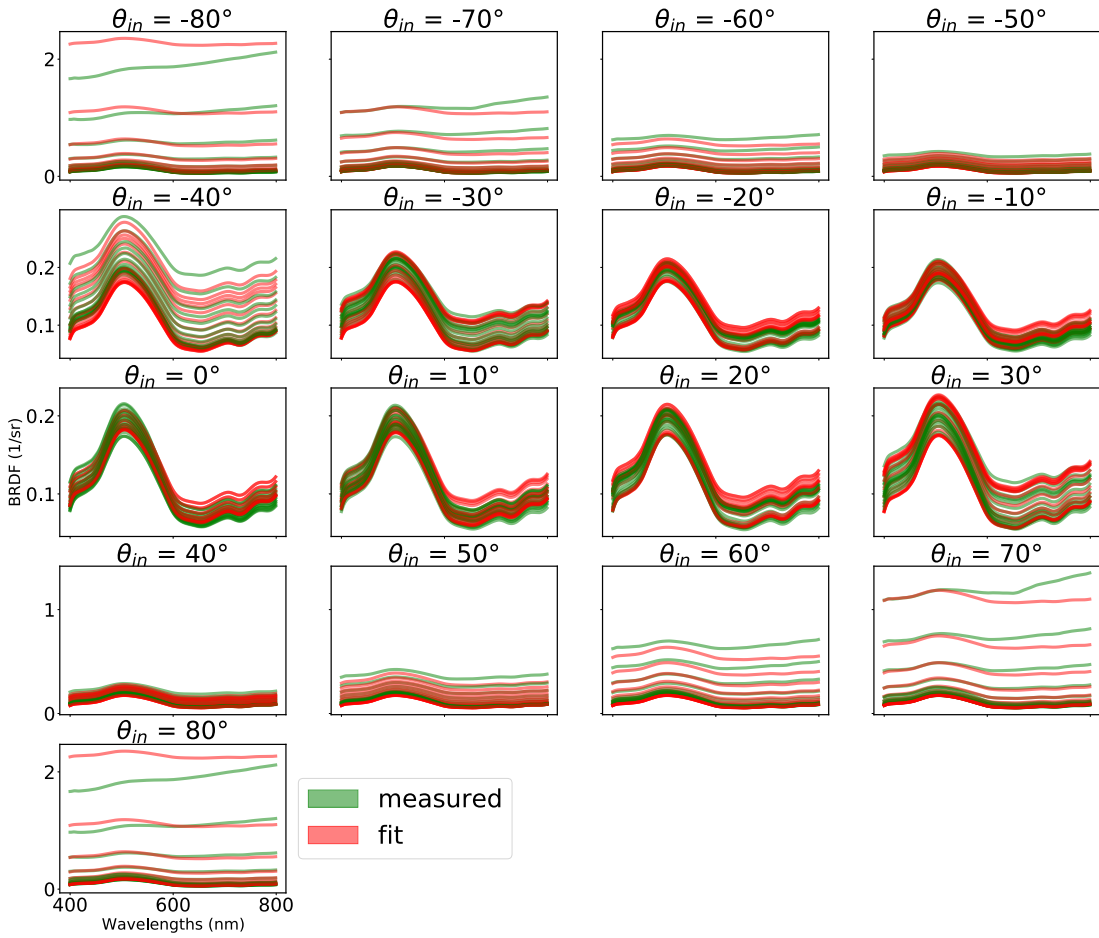 θin = -80° θin = -70° θin = -60° θin = -50°
2
1
0
θin = -40° θin = -30° θin = -20° θin = -10°
0.2
0.1
θin = 0° θin = 10° θin = 20° θin = 30°
0.2
0.1
BRDF (1/sr)
θin = 40° θin = 50° θin = 60° θin = 70°
1
0
θin = 80°
2
1
0
400 600 800
Wavelengths (nm)
measured
fit